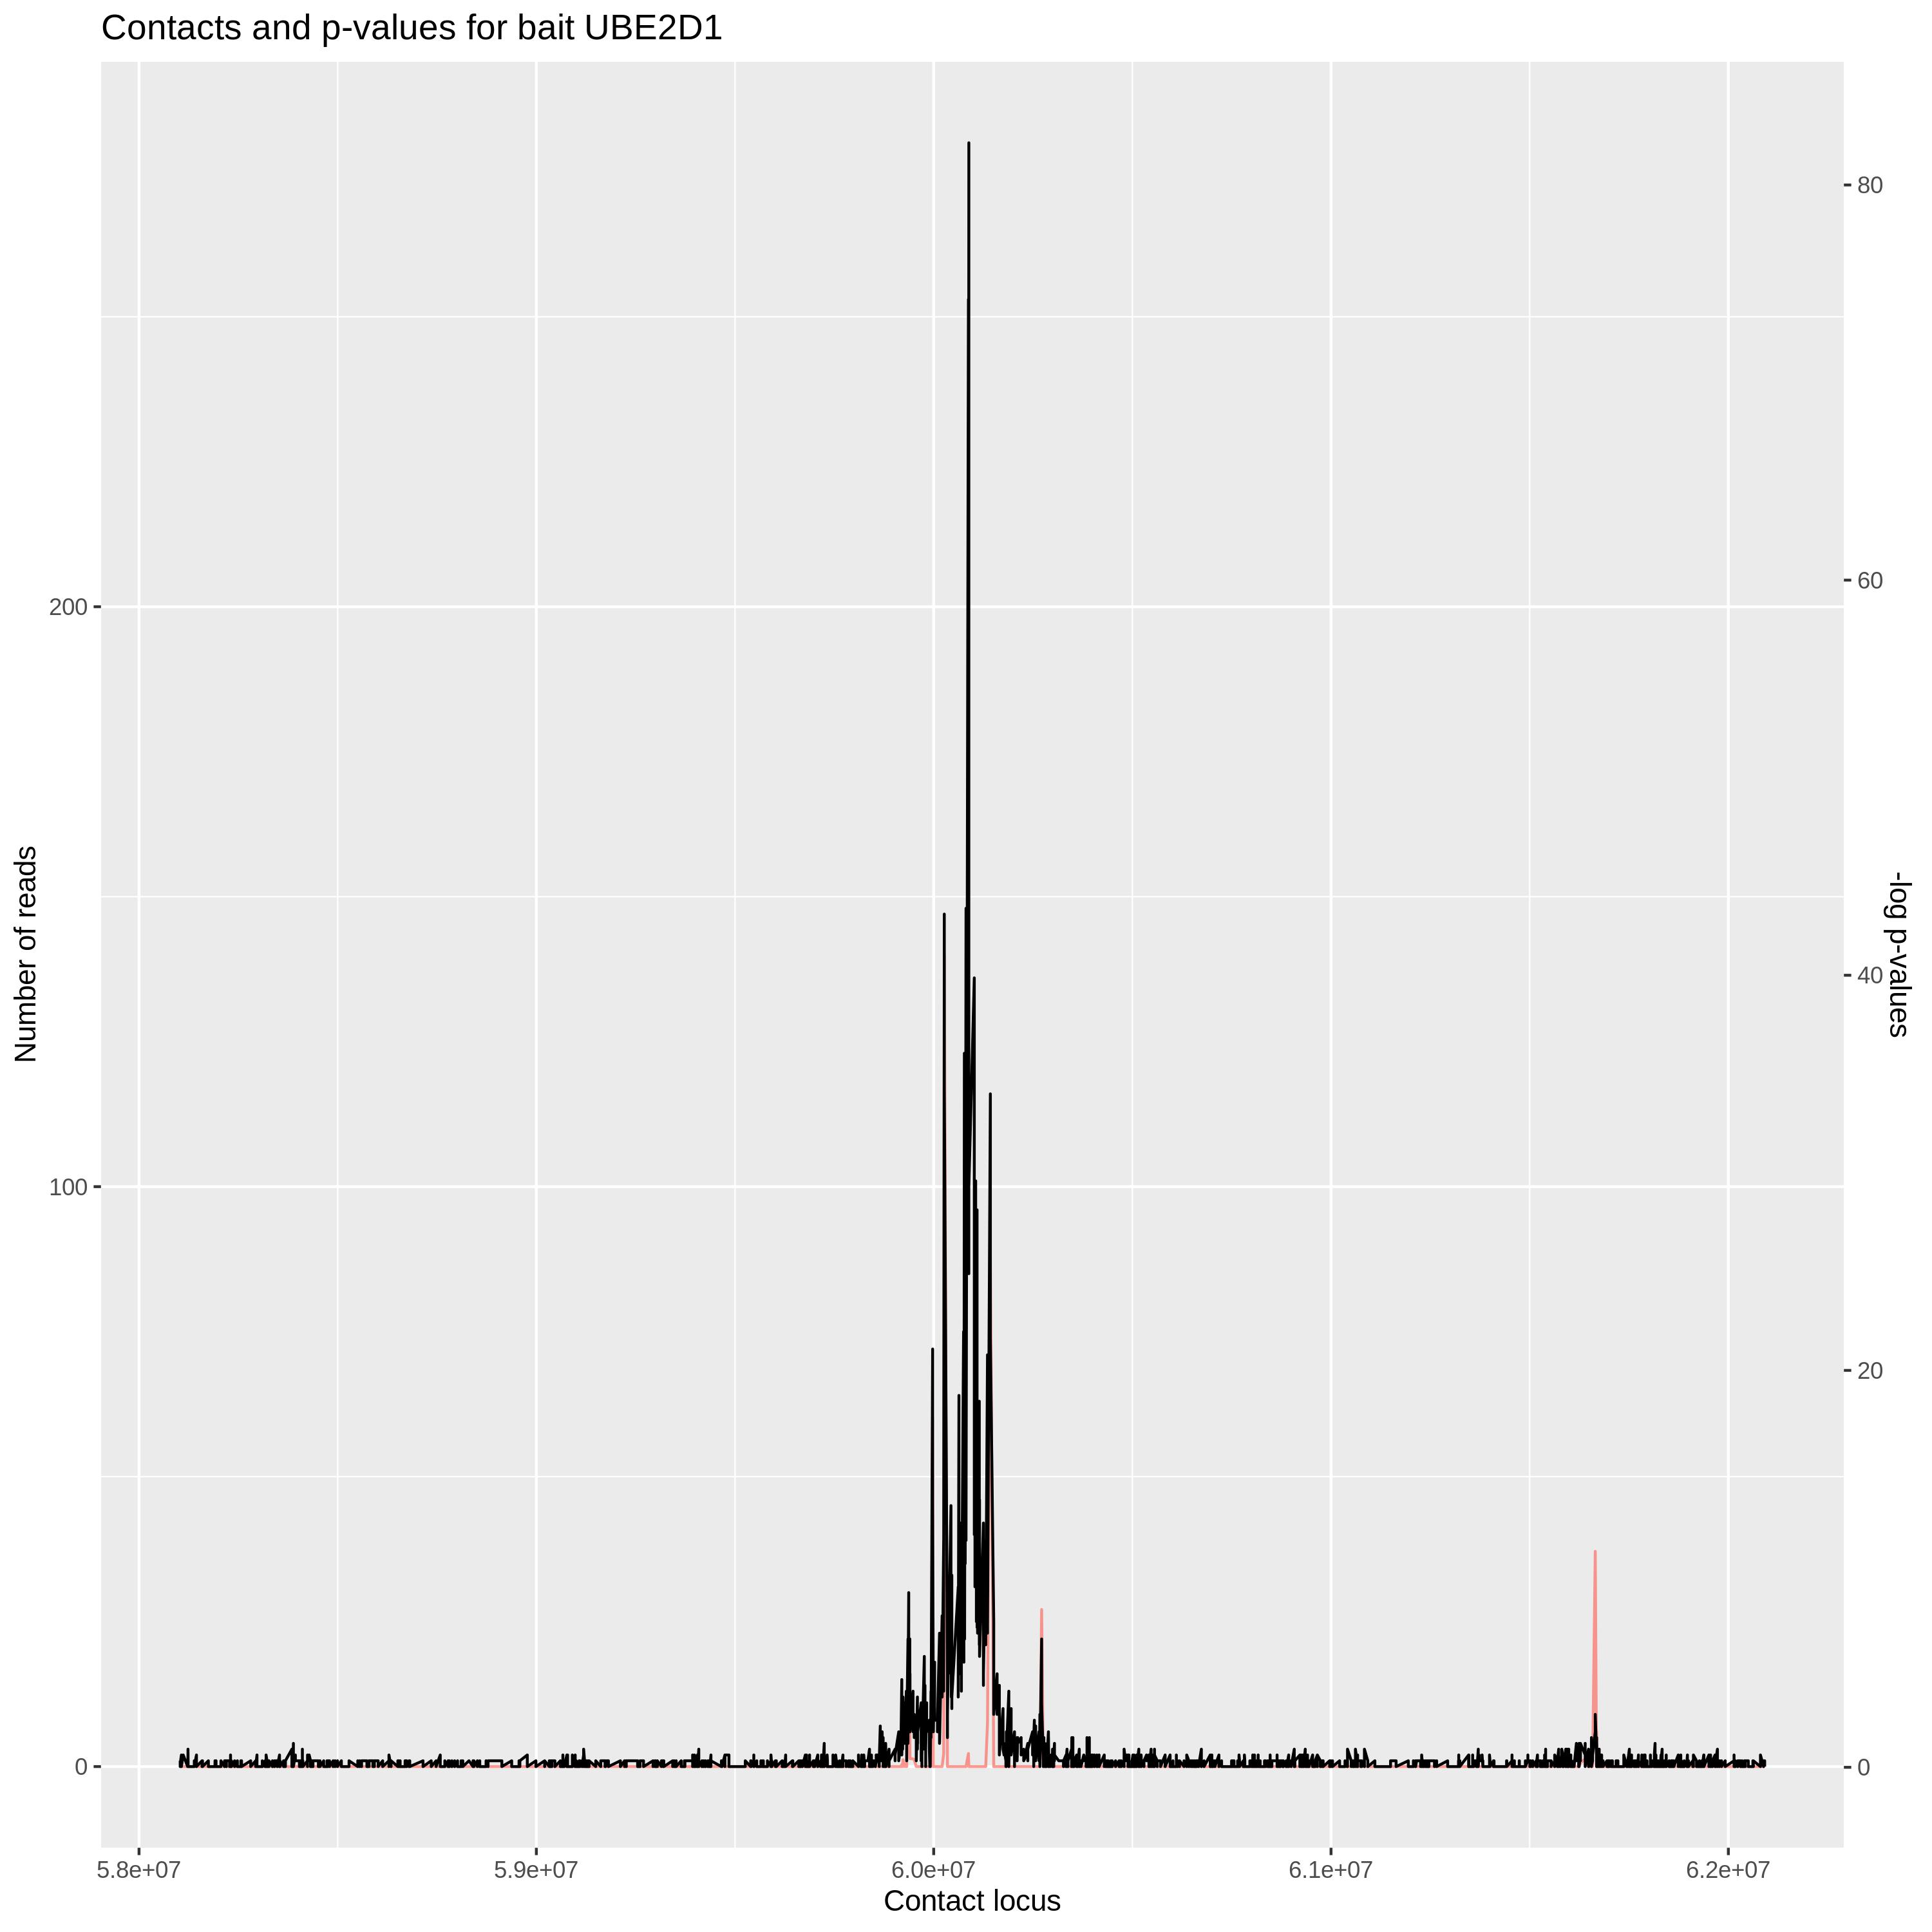 Contacts and p-values for bait UBE2D1
Number of reads
200
100
0
80
60
40
20
0
-log p-values
5.8e+07
5.9e+07
6.0e+07
6.1e+07
6.2e+07
Contact locus